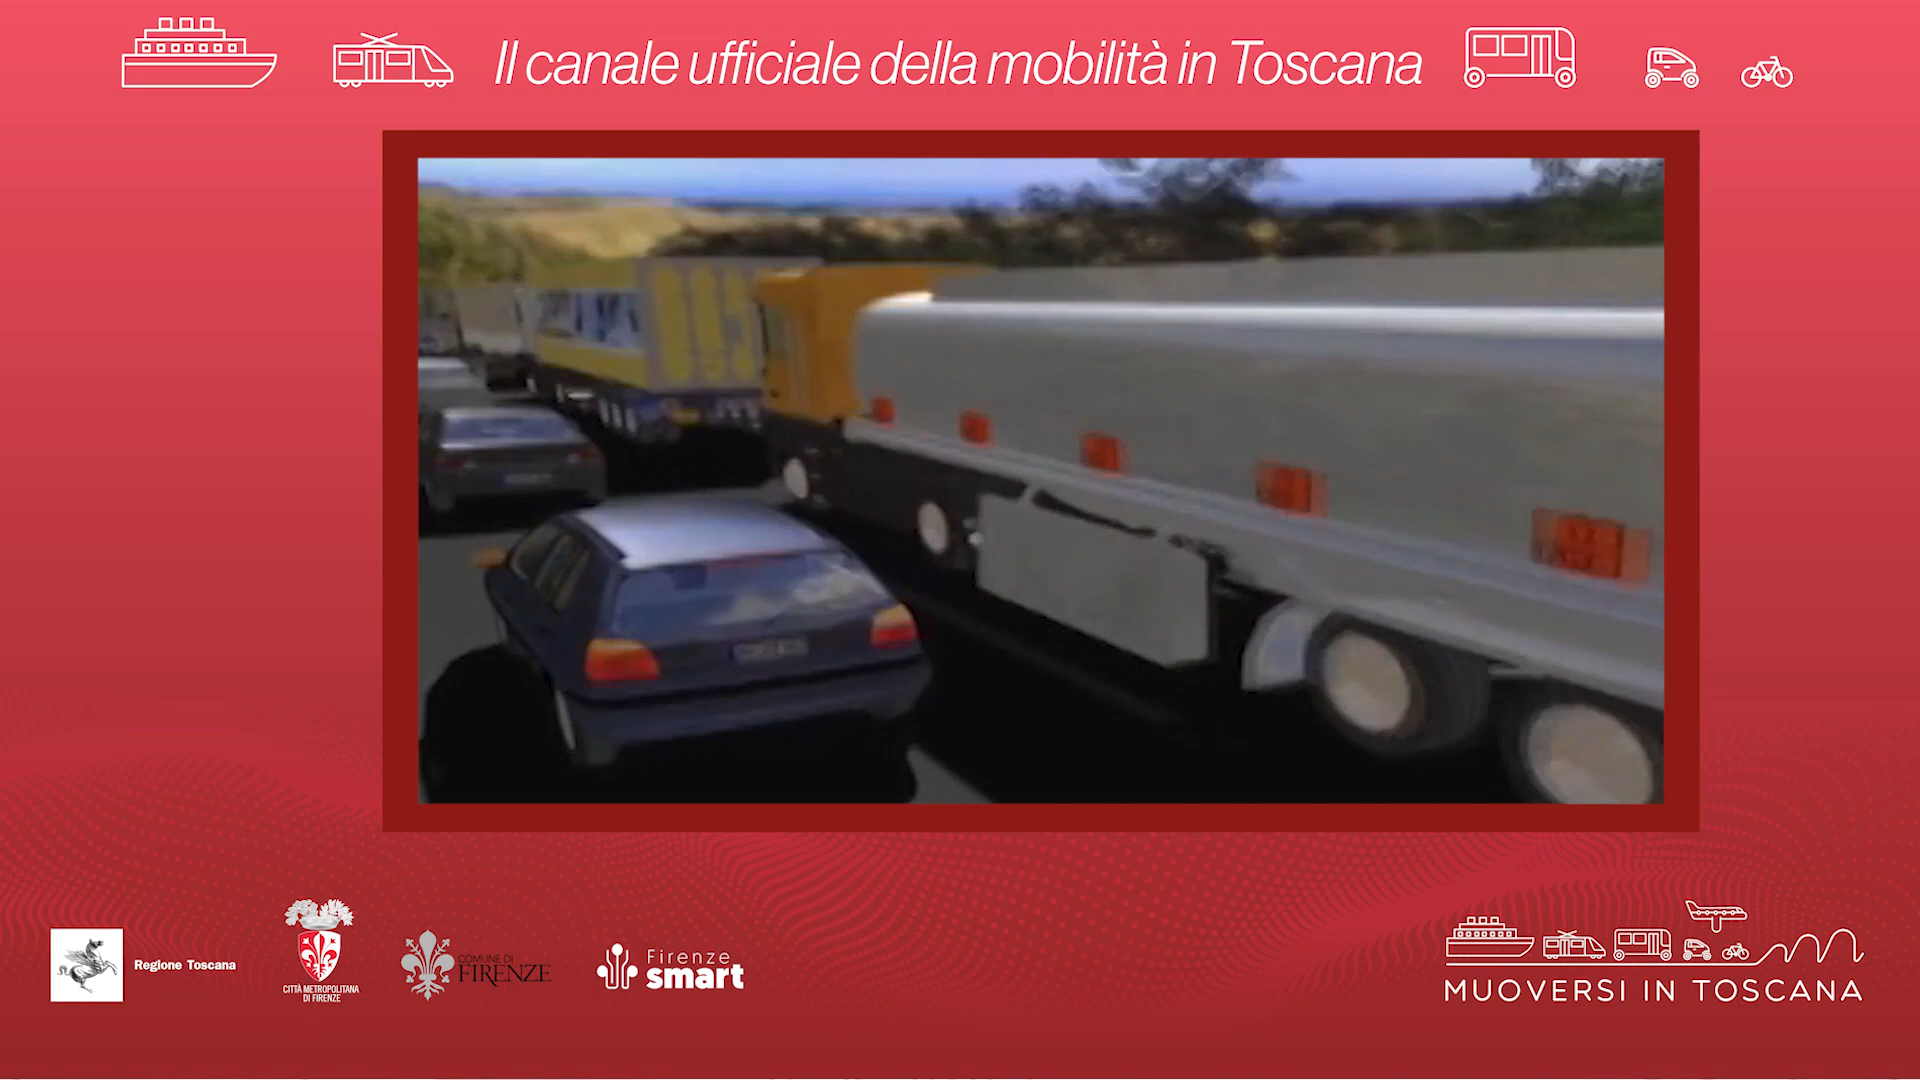 Il canale ufficiale della mobilità in Toscana
Regione Toscana
CITTÀ METROPOLITANA
DI FIRENZE
COMUNE DI
FIRENZE
Firenze
smart
MUOVERSI IN TOSCANA